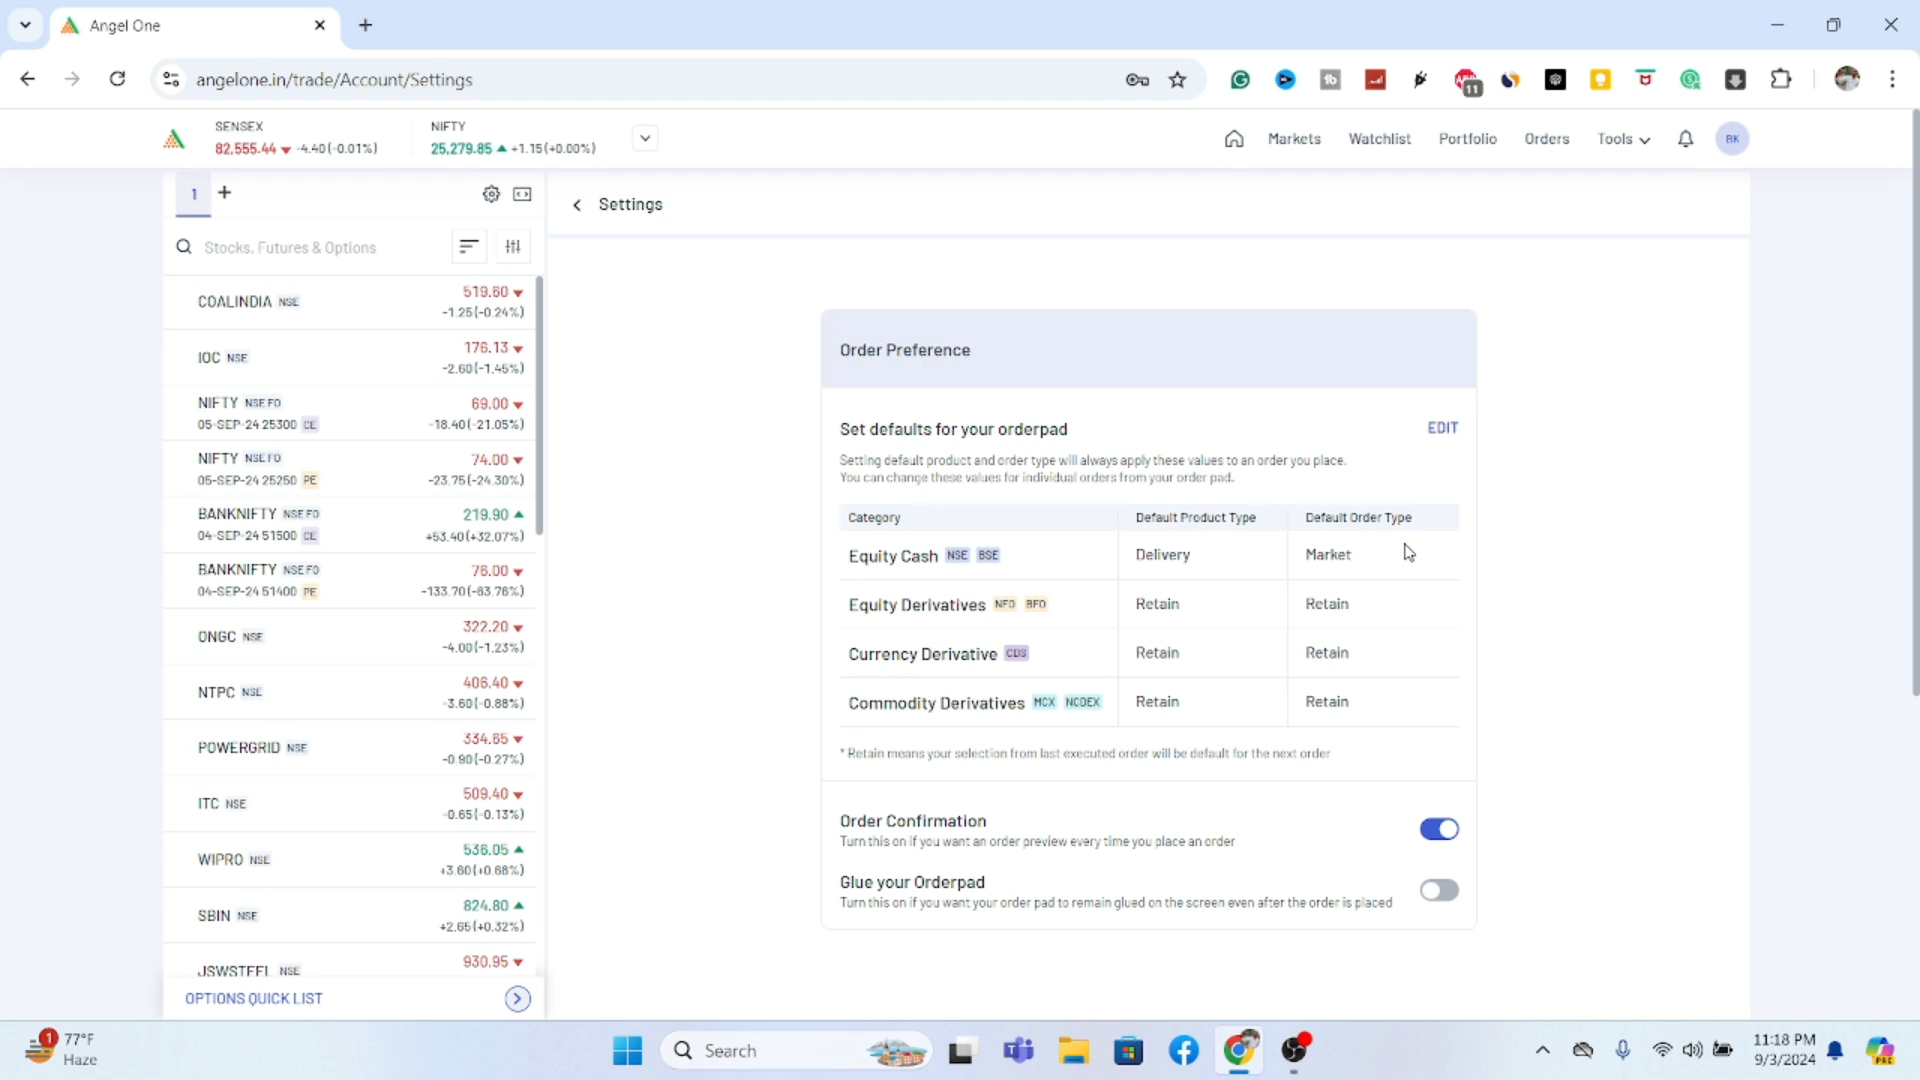 Angel One
angelone.in/trade/Account/Settings
11
SENSEX
82,555.44 -4.40(-0.01%)
NIFTY
25,279.85 +1.15(+0.00%)
Markets
Watchlist
Portfolio
Orders
Tools
BK
1
Stocks, Futures & Options
COALINDIA NSE
519.60
-1.25(-0.24%)
IOC NSE
176.13
-2.60(-1.45%)
NIFTY NSE FO
69.00
05-SEP-24 25300 CE
-18.40(-21.05%)
NIFTY NSE FO
74.00
05-SEP-24 25250 PE
-23.75(-24.30%)
BANKNIFTY NSE FO
219.90
04-SEP-24 51500 CE
+53.40(+32.07%)
BANKNIFTY NSE FO
76.00
04-SEP-24 51400 PE
-133.70(-63.76%)
ONGC NSE
322.20
-4.00(-1.23%)
NTPC NSE
406.40
-3.60(-0.88%)
POWERGRID NSE
334.65
-0.90(-0.27%)
ITC NSE
509.40
-0.65(-0.13%)
WIPRO NSE
536.05
+3.60(+0.68%)
SBIN NSE
824.80
+2.65(+0.32%)
JSWSTEEL NSE
930.95
OPTIONS QUICK LIST
Settings
Order Preference
Set defaults for your orderpad
EDIT
Setting default product and order type will always apply these values to an order you place.
You can change these values for individual orders from your order pad.
Category
Default Product Type
Default Order Type
Equity Cash NSE BSE
Delivery
Market
Equity Derivatives NFO BFO
Retain
Retain
Currency Derivative CDS
Retain
Retain
Commodity Derivatives MCX NCDEX
Retain
Retain
* Retain means your selection from last executed order will be default for the next order
Order Confirmation
Turn this on if you want an order preview every time you place an order
Glue your Orderpad
Turn this on if you want your order pad to remain glued on the screen even after the order is placed
1
77°F
Haze
Search
11:18 PM
9/3/2024
PRE